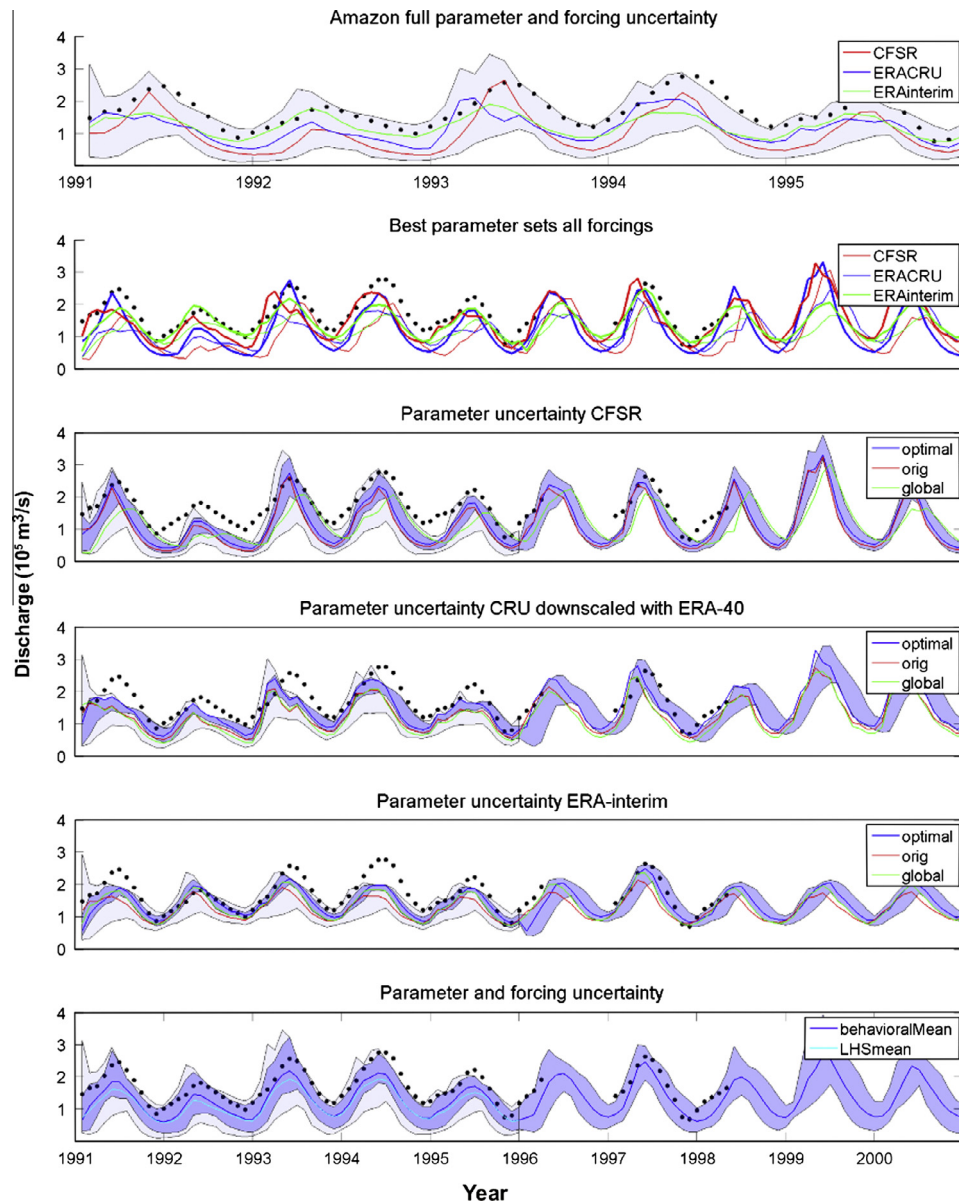 Amazon full parameter and forcing uncertainty
4
3
2
1
CFSR
ERACRU
ERAinterim
1991
1992
1993
1994
1995
Best parameter sets all forcings
4
3
2
1
0
CFSR
ERACRU
ERAinterim
Parameter uncertainty CFSR
4
3
2
1
0
optimal
orig
global
Discharge (10⁵ m³/s)
Parameter uncertainty CRU downscaled with ERA-40
4
3
2
1
0
optimal
orig
global
Parameter uncertainty ERA-interim
4
3
2
1
0
optimal
orig
global
Parameter and forcing uncertainty
4
3
2
1
behavioralMean
LHSmean
1991
1992
1993
1994
1995
1996
1997
1998
1999
2000
Year